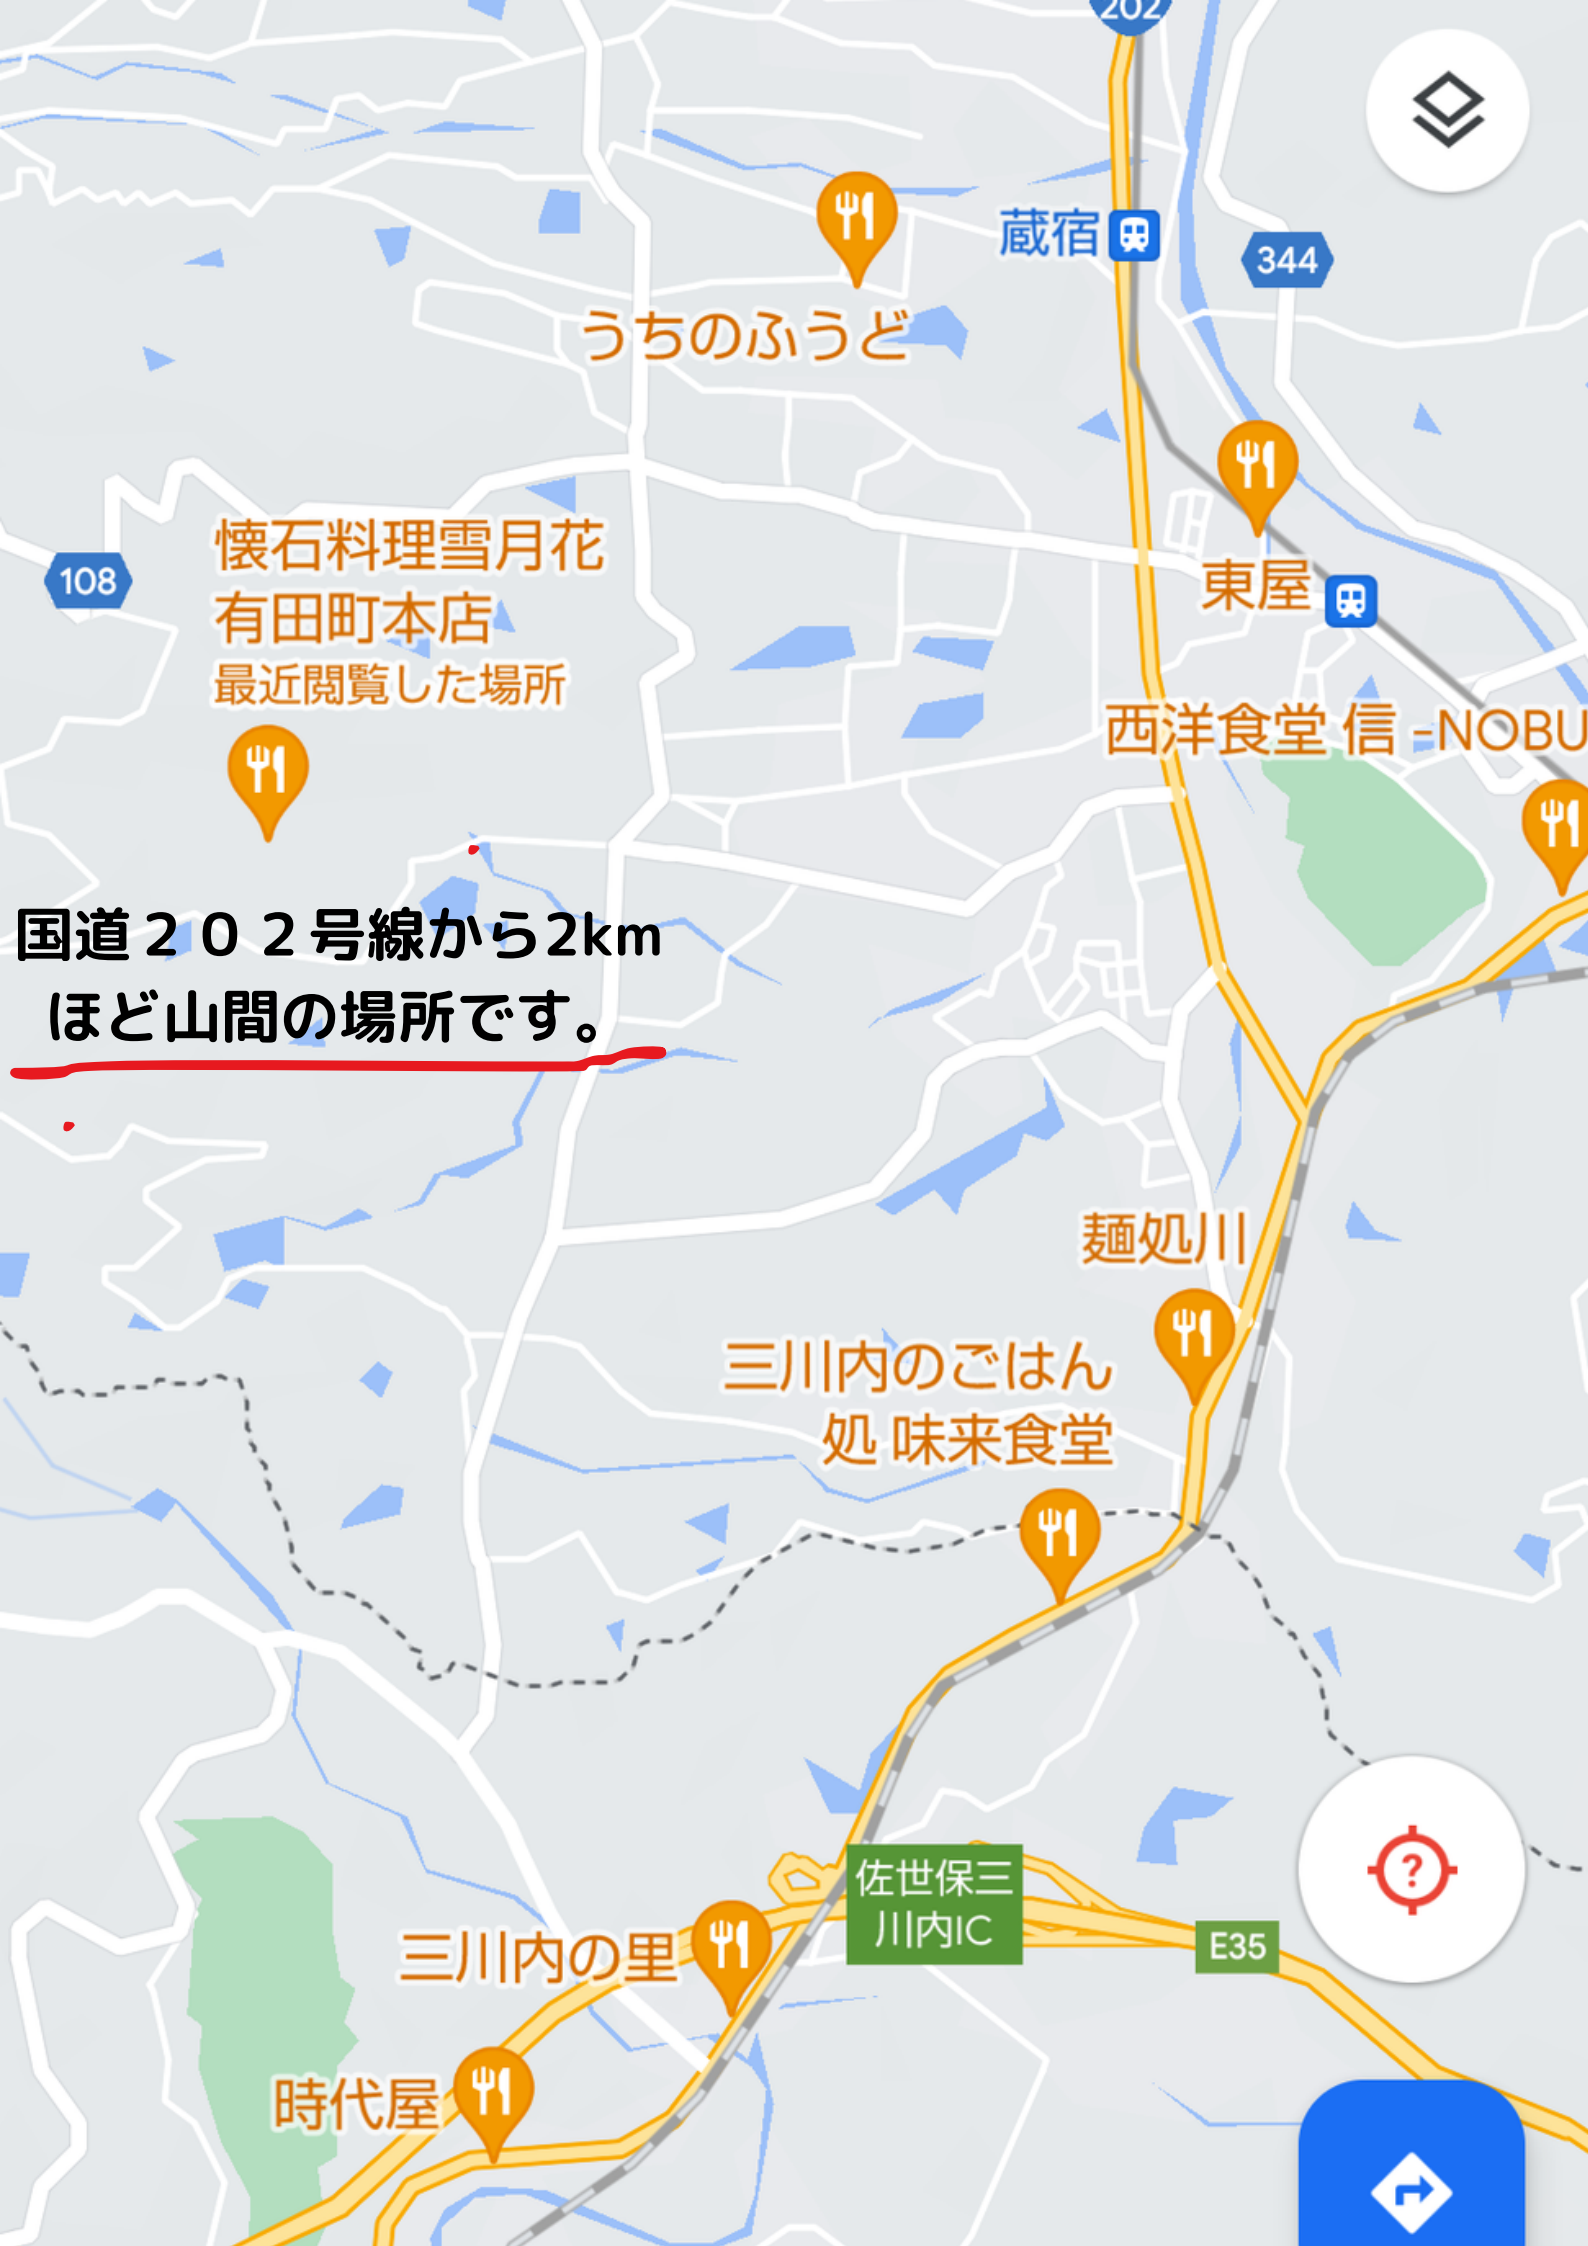 202
344
蔵宿
うちのふうど
懐石料理雪月花
有田町本店
最近閲覧した場所
108
東屋
西洋食堂 信 -NOBU
国道２０２号線から2km
ほど山間の場所です。
麺処川
三川内のごはん
処 味来食堂
佐世保三
川内IC
E35
三川内の里
時代屋
?